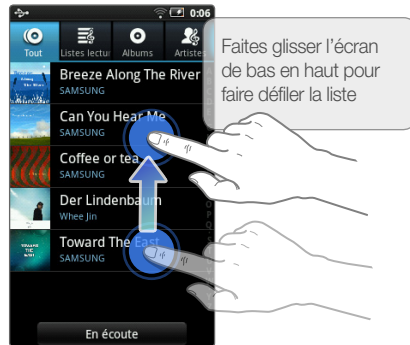 0:06
Tout
Listes lectu
Albums
Artistes
Faites glisser l'écran
de bas en haut pour
faire défiler la liste
Breeze Along The River
SAMSUNG
Can You Hear Me
SAMSUNG
Coffee or tea
SAMSUNG
Der Lindenbaum
Whee Jin
Toward The East
SAMSUNG
En écoute